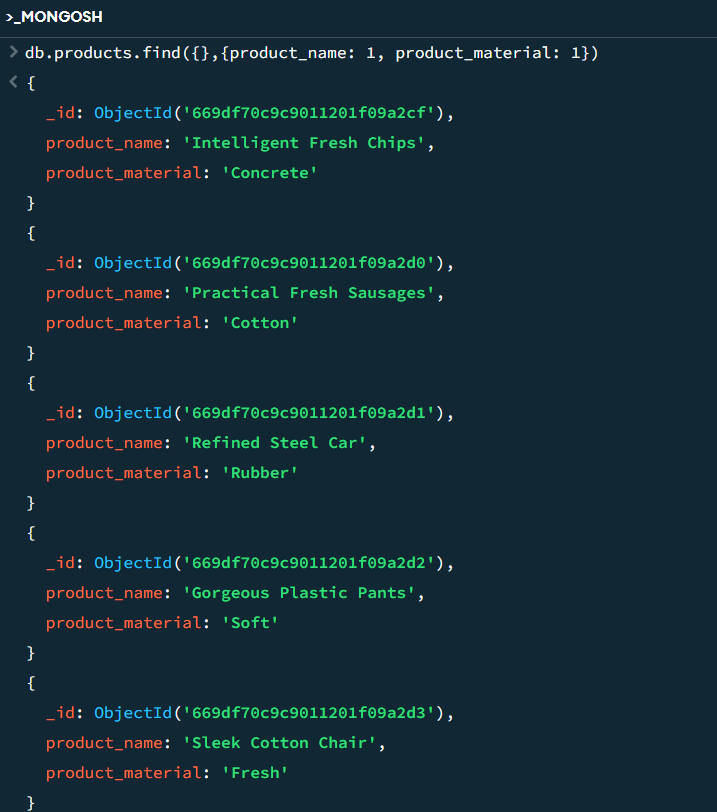 >_MONGOSH
> db.products.find({},{product_name: 1, product_material: 1})
< {
_id: ObjectId('669df70c9c9011201f09a2cf'),
product_name: 'Intelligent Fresh Chips',
product_material: 'Concrete'
}
{
_id: ObjectId('669df70c9c9011201f09a2d0'),
product_name: 'Practical Fresh Sausages',
product_material: 'Cotton'
}
{
_id: ObjectId('669df70c9c9011201f09a2d1'),
product_name: 'Refined Steel Car',
product_material: 'Rubber'
}
{
_id: ObjectId('669df70c9c9011201f09a2d2'),
product_name: 'Gorgeous Plastic Pants',
product_material: 'Soft'
}
{
_id: ObjectId('669df70c9c9011201f09a2d3'),
product_name: 'Sleek Cotton Chair',
product_material: 'Fresh'
}